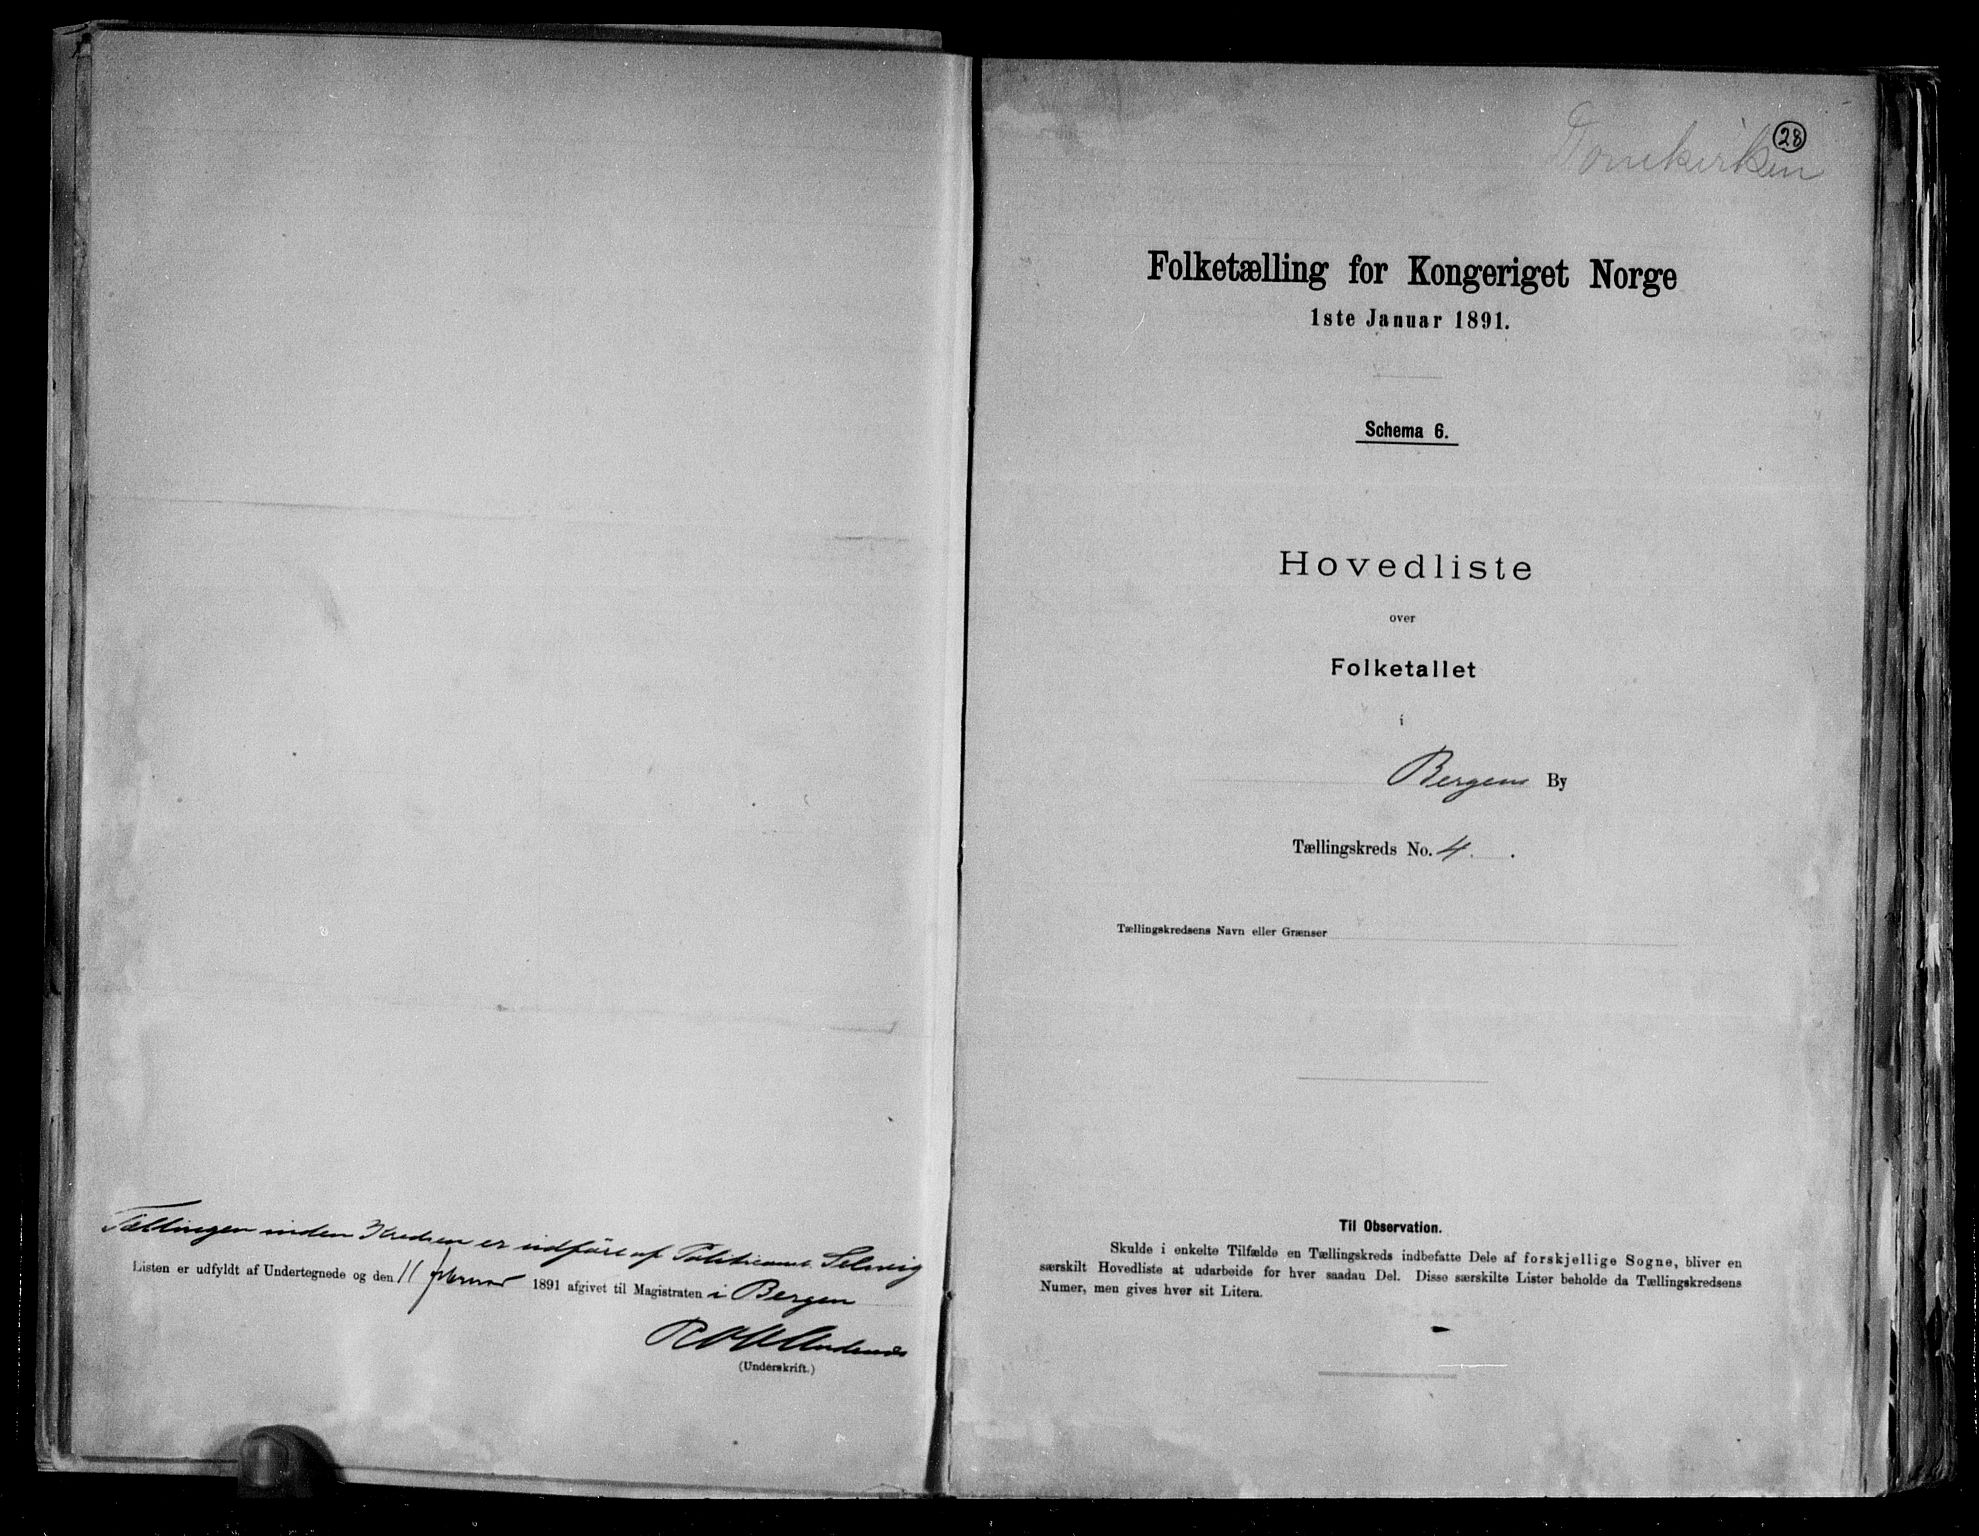 Tællingen inden Kredsen er udført af Politicomt. Selvig
Listen er udfyldt af Undertegnede og den 11 februar 1891 afgivet til Magistraten i Bergen
(Underskrift.)
28
Domkirken
Folketælling for Kongeriget Norge
1ste Januar 1891.
Schema 6.
Hovedliste
over
Folketallet
i
Bergens By
Tællingskreds No. 4.
Tællingskredsens Navn eller Grænser
Til Observation.
Skulde i enkelte Tilfælde en Tællingskreds indbefatte Dele af forskjellige Sogne, bliver en
særskilt Hovedliste at udarbeide for hver saadan Del. Disse særskilte Lister beholde da Tællingskredsens
Numer, men gives hver sit Litera.